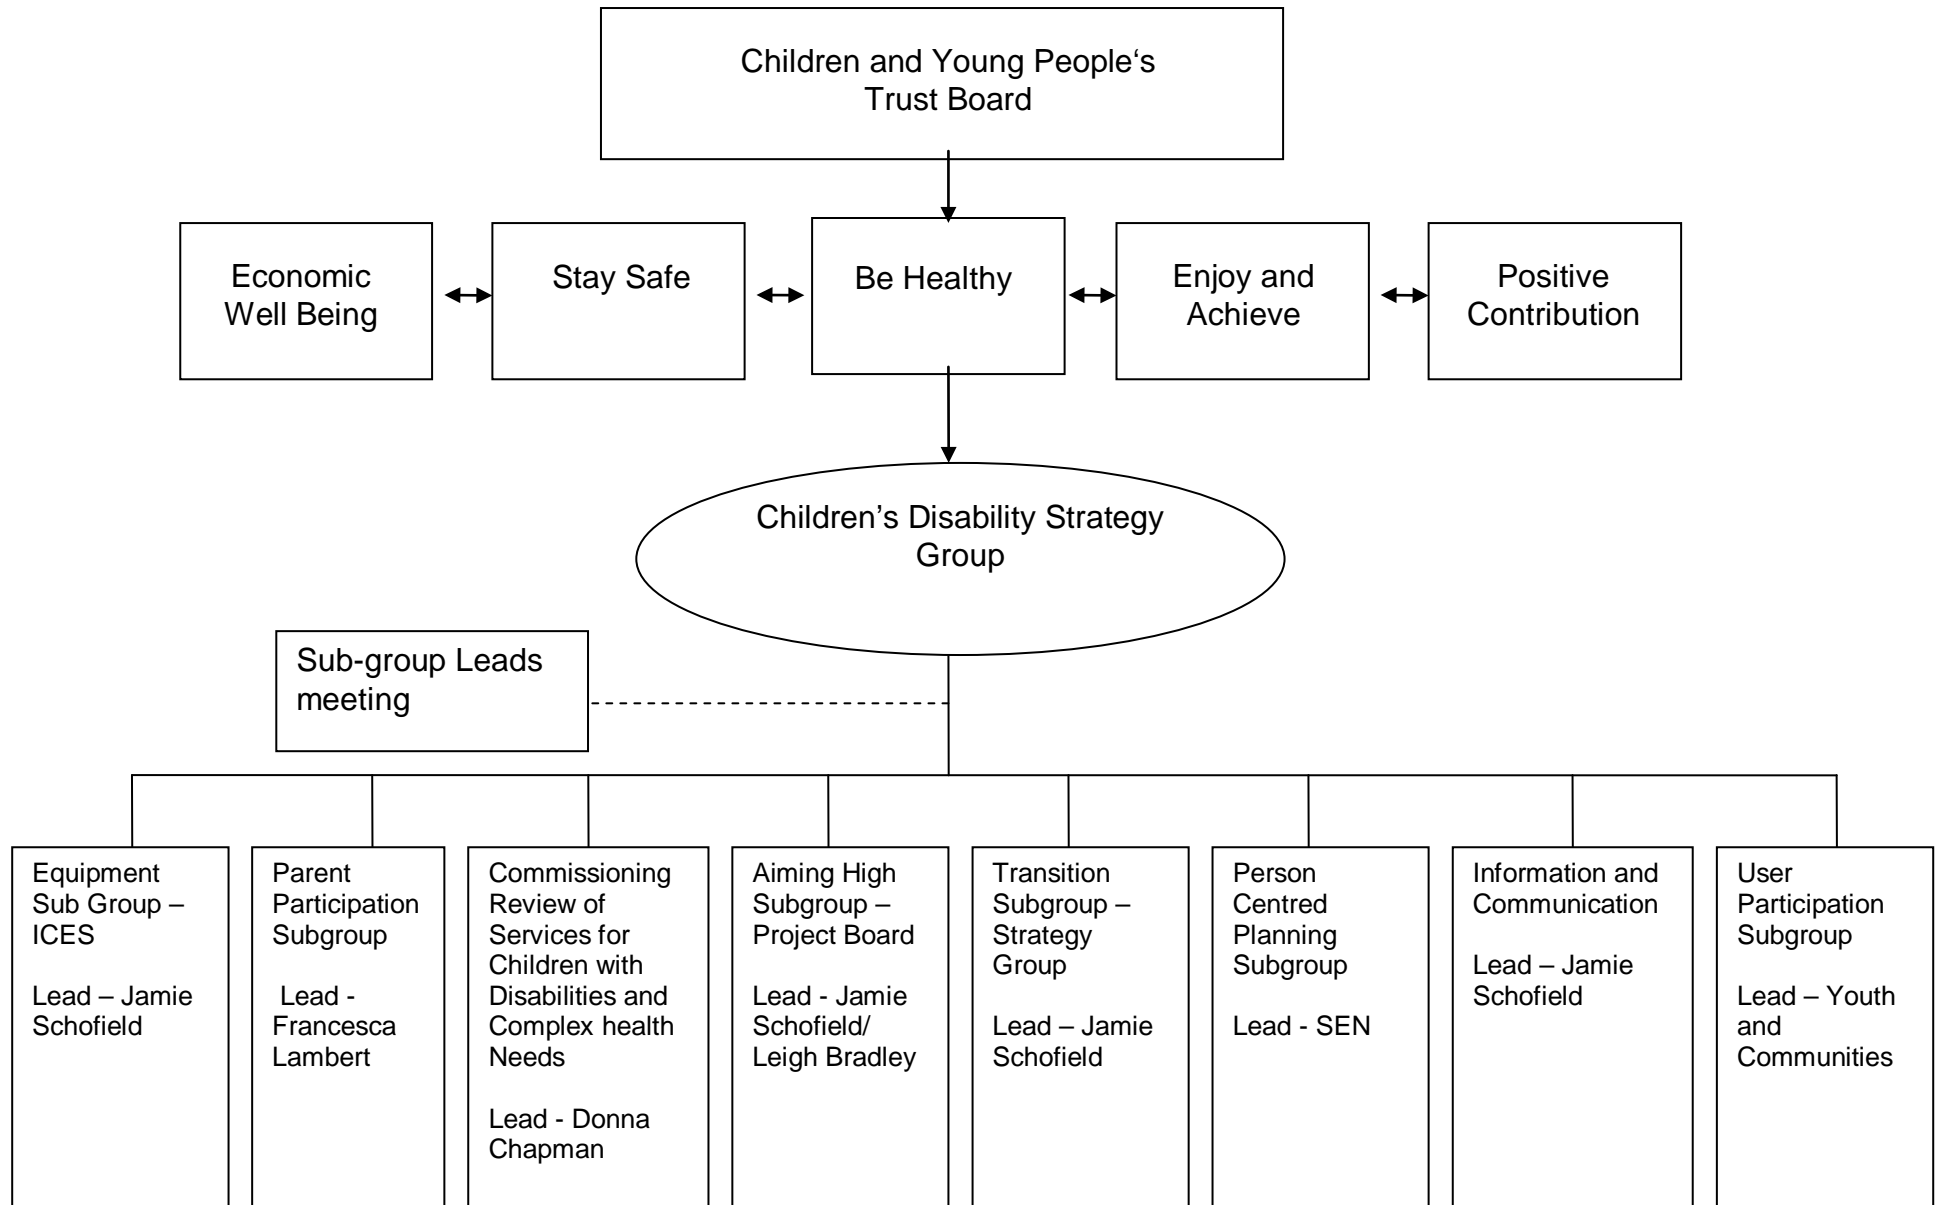 Children and Young People‘s
Trust Board
Economic
Well Being
Stay Safe
Be Healthy
Enjoy and
Achieve
Positive
Contribution
Children’s Disability Strategy
Group
Sub-group Leads
meeting
Equipment
Sub Group –
ICES
Lead – Jamie
Schofield
Parent
Participation
Subgroup
Lead -
Francesca
Lambert
Commissioning
Review of
Services for
Children with
Disabilities and
Complex health
Needs
Lead - Donna
Chapman
Aiming High
Subgroup –
Project Board
Lead - Jamie
Schofield/
Leigh Bradley
Transition
Subgroup –
Strategy
Group
Lead – Jamie
Schofield
Person
Centred
Planning
Subgroup
Lead - SEN
Information and
Communication
Lead – Jamie
Schofield
User
Participation
Subgroup
Lead – Youth
and
Communities